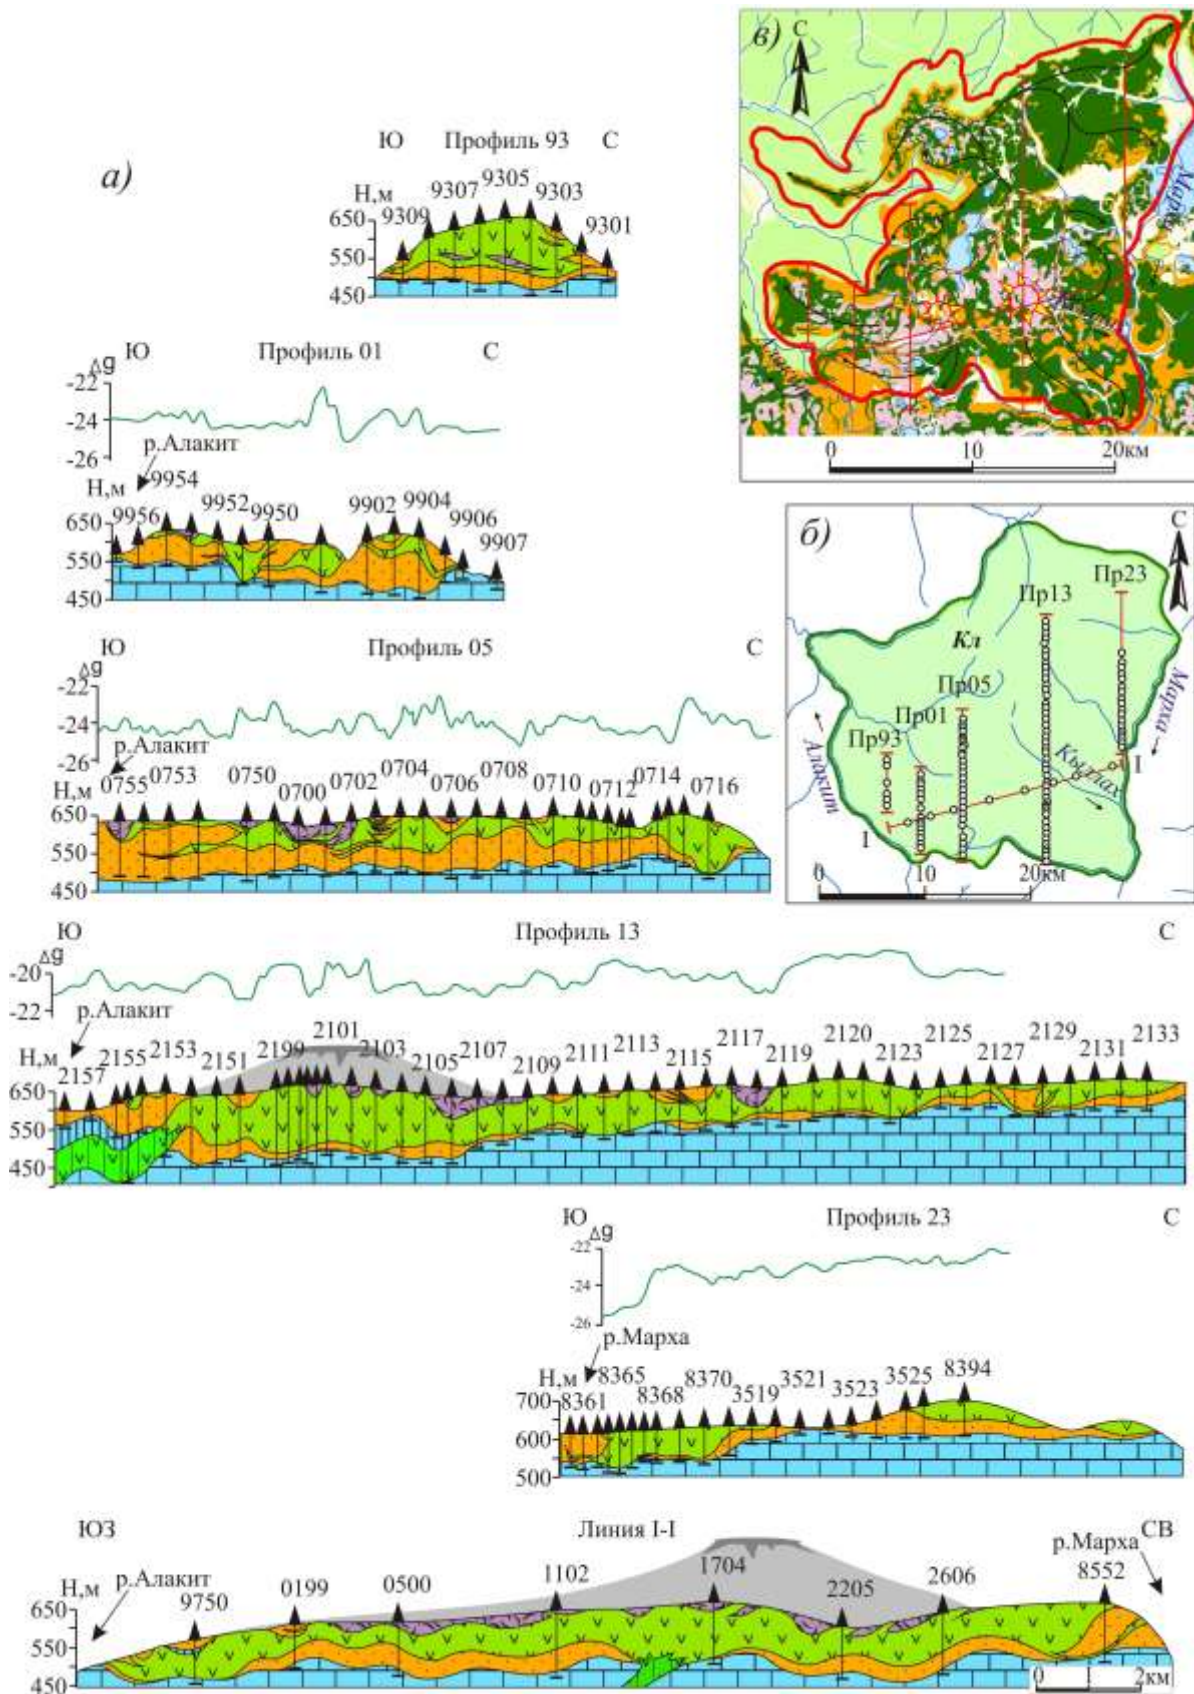 а)
Ю Профиль 93 С
Н,м
9309 9307 9305 9303 9301
650
550
450
Ю Профиль 01 С
Δg
-22
-24
-26
р.Алакит
Н,м
9956 9954 9952 9950 9902 9904 9906 9907
650
550
450
Ю Профиль 05 С
Δg
-22
-24
-26
р.Алакит
Н,м
0755 0753 0750 0700 0702 0704 0706 0708 0710 0712 0714 0716
650
550
450
Ю Профиль 13 С
Δg
-20
-22
р.Алакит
Н,м
2157 2155 2153 2151 2199 2101 2103 2105 2107 2109 2111 2113 2115 2117 2119 2120 2123 2125 2127 2129 2131 2133
650
550
450
Ю Профиль 23 С
Δg
-22
-24
-26
р.Марха
Н,м
8361 8365 8368 8370 3519 3521 3523 3525 8394
700
600
500
ЮЗ Линия I-I СВ
р.Алакит
р.Марха
Н,м
9750 0199 0500 1102 1704 2205 2606 8552
650
550
450
0 2км
в)
С
Марха
0 10 20км
б)
С
Пр23
Пр13
Кл
Пр05
Пр01
Пр93
Марха
Алакит
Кыллах
I
I
0 10 20км